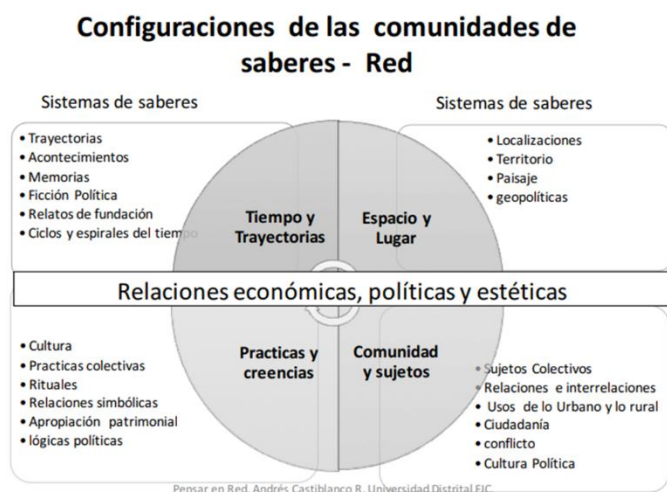 Configuraciones de las comunidades de
saberes - Red
Sistemas de saberes
• Trayectorias
• Acontecimientos
• Memorias
• Ficción Política
• Relatos de fundación
• Ciclos y espirales del tiempo
Sistemas de saberes
• Localizaciones
• Territorio
• Paisaje
• geopolíticas
Tiempo y
Trayectorias
Espacio y
Lugar
Relaciones económicas, políticas y estéticas
• Cultura
• Practicas colectivas
• Rituales
• Relaciones simbólicas
• Apropiación patrimonial
• lógicas políticas
Practicas y
creencias
Comunidad
y sujetos
• Sujetos Colectivos
• Relaciones e interrelaciones
• Usos de lo Urbano y lo rural
• Ciudadanía
• conflicto
• Cultura Política
Pensar en Red. Andrés Castiblanco R. Universidad Distrital FJC.